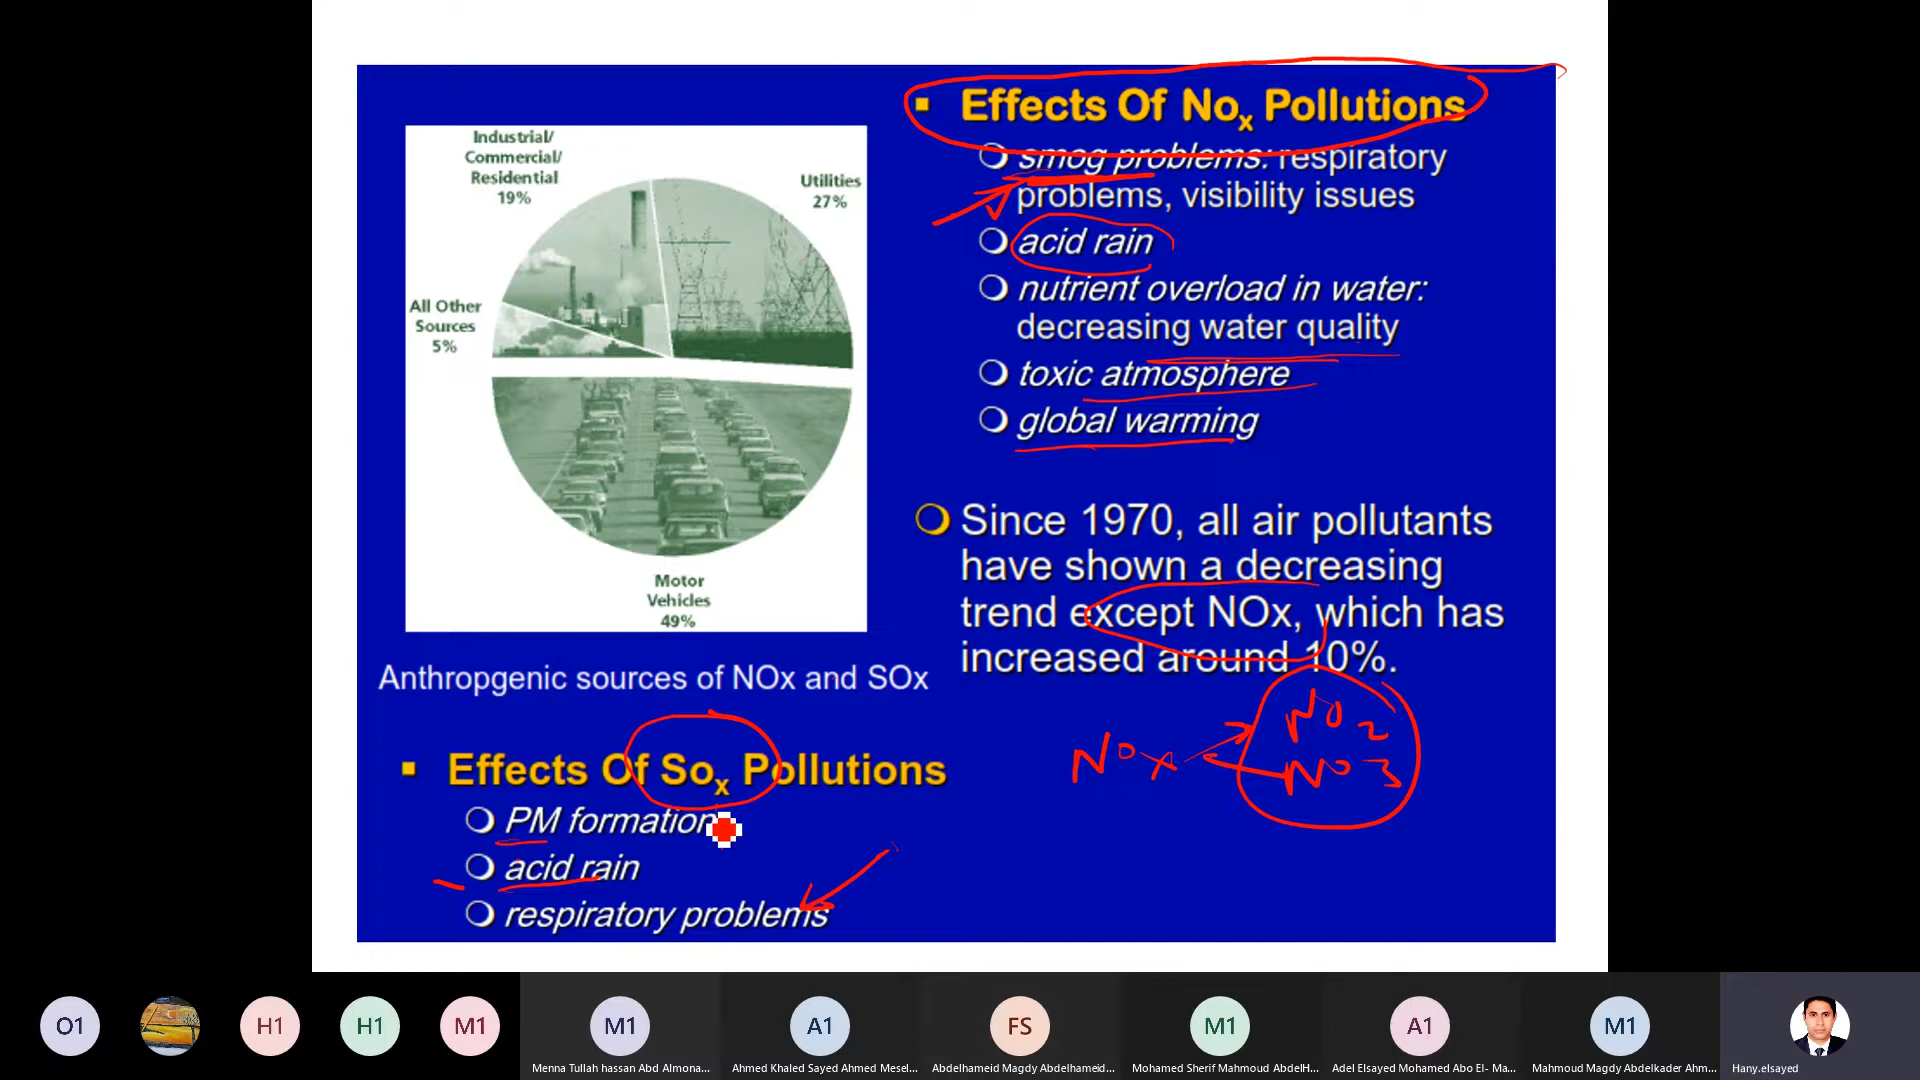 Industrial/
Commercial/
Residential
19%
Utilities
27%
All Other
Sources
5%
Motor
Vehicles
49%
Anthropgenic sources of NOx and SOx
Effects Of Nox Pollutions
smog problems: respiratory
problems, visibility issues
acid rain
nutrient overload in water:
decreasing water quality
toxic atmosphere
global warming
Since 1970, all air pollutants
have shown a decreasing
trend except NOx, which has
increased around 10%.
NOx
NO2
NO3
Effects Of Sox Pollutions
PM formation
acid rain
respiratory problems
O1
H1
H1
M1
M1
A1
FS
M1
A1
M1
Menna Tullah hassan Abd Almona...
Ahmed Khaled Sayed Ahmed Mesel...
Abdelhameid Magdy Abdelhameid...
Mohamed Sherif Mahmoud AbdelH...
Adel Elsayed Mohamed Abo El- Ma...
Mahmoud Magdy Abdelkader Ahm...
Hany.elsayed